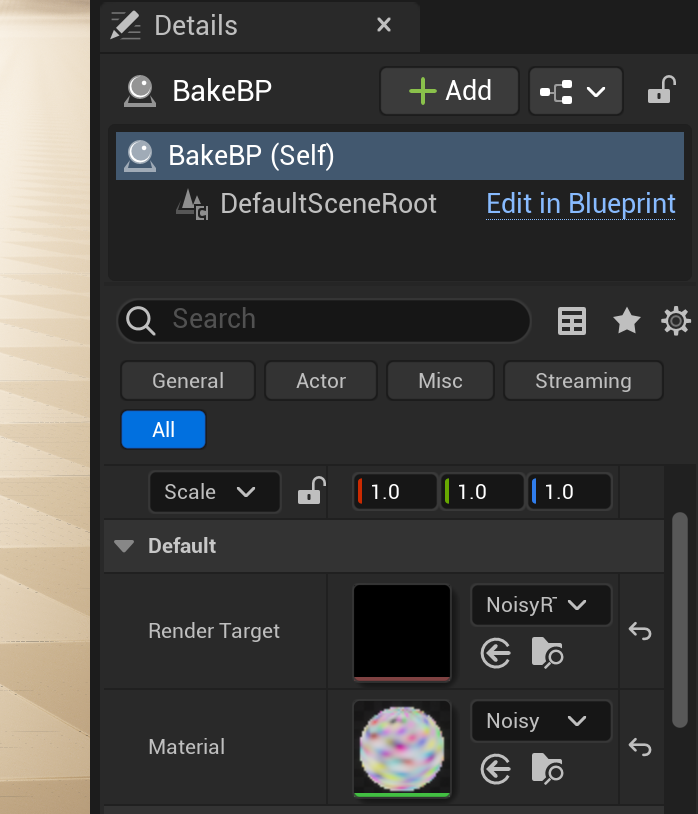 Details
BakeBP
Add
BakeBP (Self)
DefaultSceneRoot
Edit in Blueprint
Search
General
Actor
Misc
Streaming
All
Scale
1.0
1.0
1.0
Default
Render Target
Material
Noisy